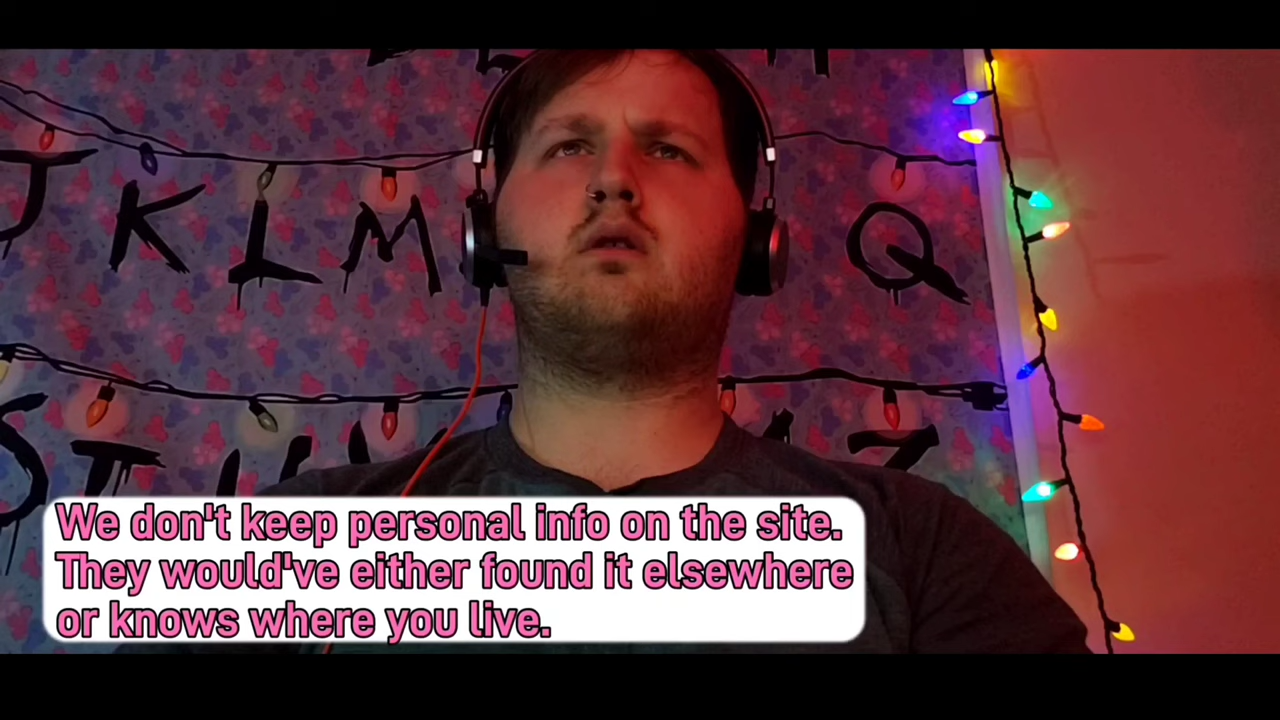 J K L M Q
S T U Z
We don't keep personal info on the site.
They would've either found it elsewhere
or knows where you live.